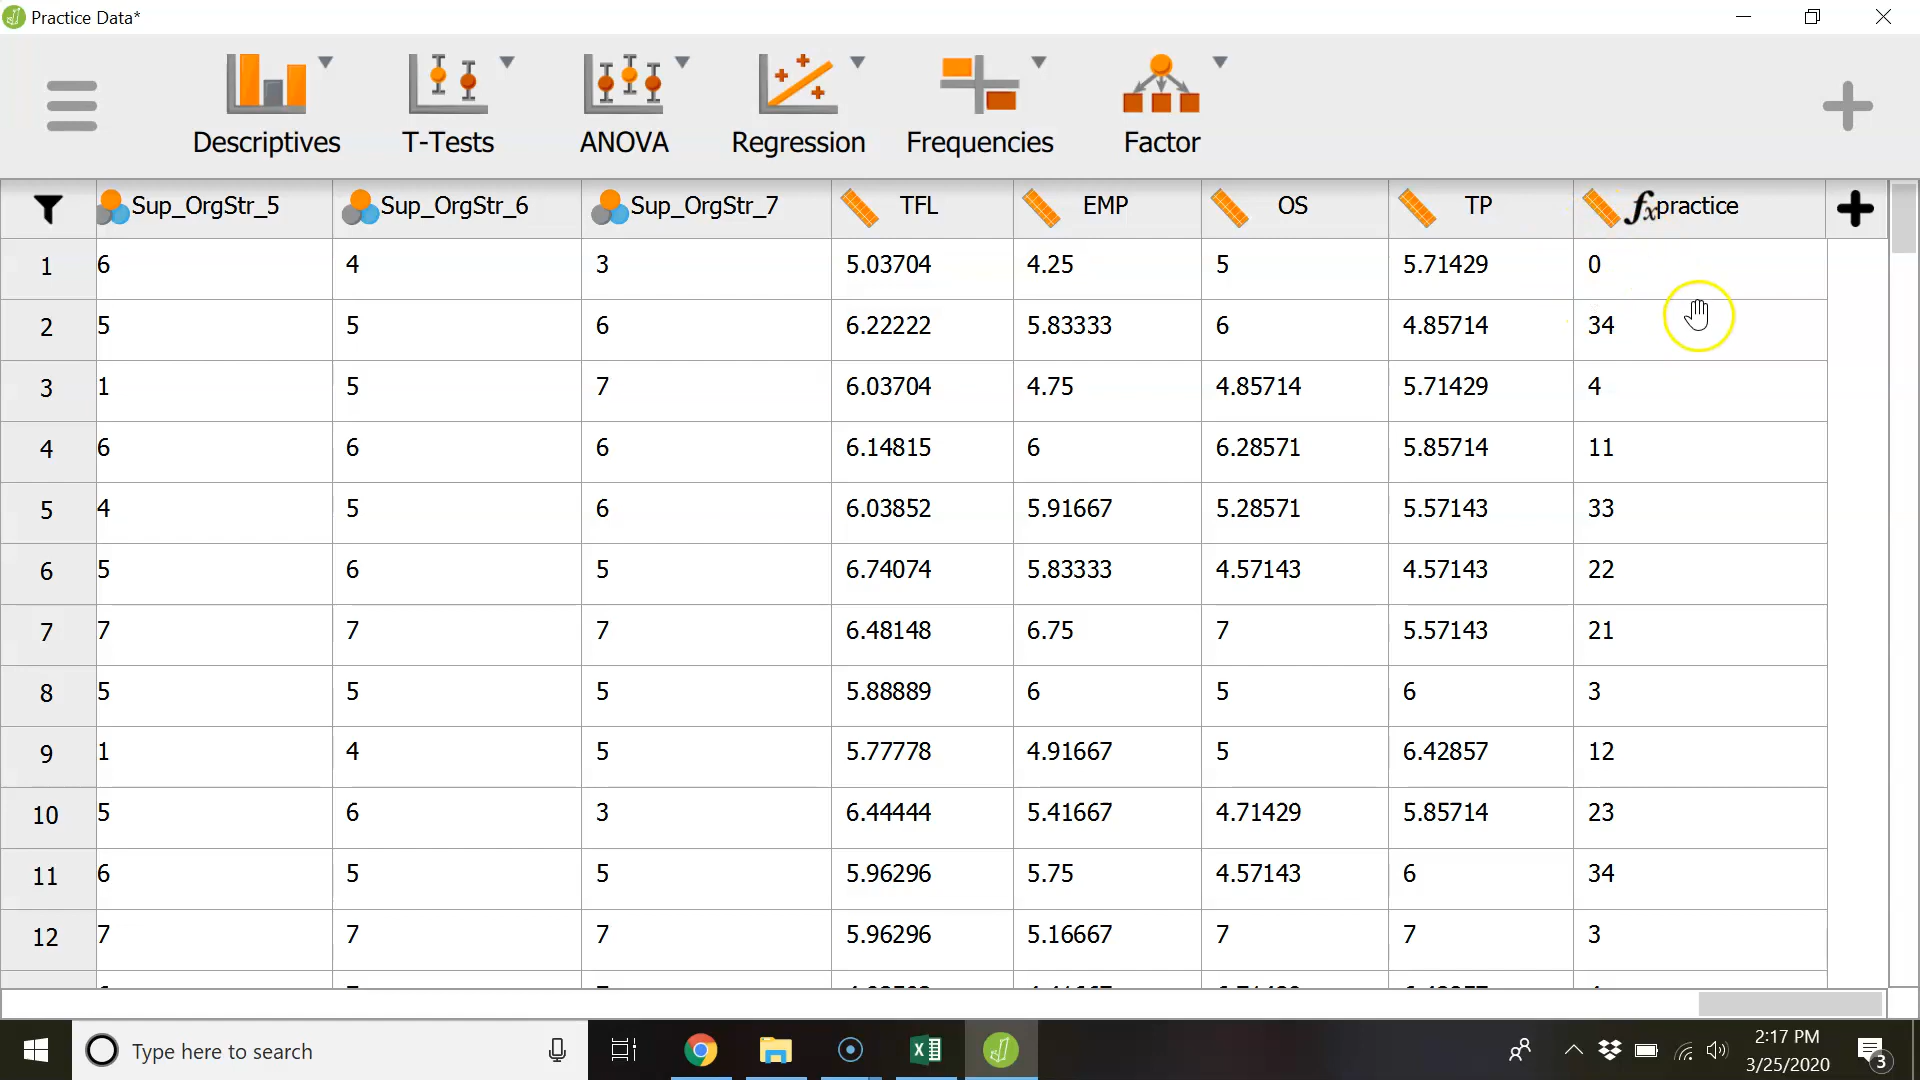 Practice Data*
Descriptives T-Tests ANOVA Regression Frequencies Factor
Sup_OrgStr_5 Sup_OrgStr_6 Sup_OrgStr_7 TFL EMP OS TP fx practice
1 6 4 3 5.03704 4.25 5 5.71429 0
2 5 5 6 6.22222 5.83333 6 4.85714 34
3 1 5 7 6.03704 4.75 4.85714 5.71429 4
4 6 6 6 6.14815 6 6.28571 5.85714 11
5 4 5 6 6.03852 5.91667 5.28571 5.57143 33
6 5 6 5 6.74074 5.83333 4.57143 4.57143 22
7 7 7 7 6.48148 6.75 7 5.57143 21
8 5 5 5 5.88889 6 5 6 3
9 1 4 5 5.77778 4.91667 5 6.42857 12
10 5 6 3 6.44444 5.41667 4.71429 5.85714 23
11 6 5 5 5.96296 5.75 4.57143 6 34
12 7 7 7 5.96296 5.16667 7 7 3
Type here to search
2:17 PM
3/25/2020
3